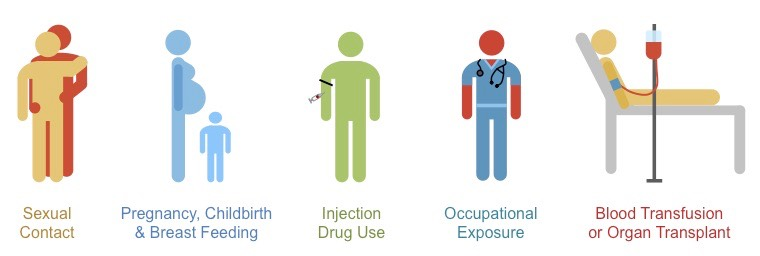 Sexual
Contact
Pregnancy, Childbirth
& Breast Feeding
Injection
Drug Use
Occupational
Exposure
Blood Transfusion
or Organ Transplant